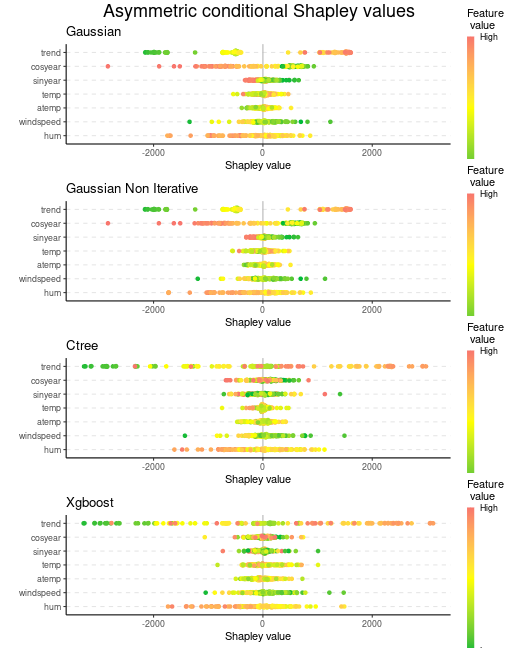 Asymmetric conditional Shapley values
Gaussian
Feature
value
High
trend
cosyear
sinyear
temp
atemp
windspeed
hum
-2000 0 2000
Shapley value
Gaussian Non Iterative
Feature
value
High
trend
cosyear
sinyear
temp
atemp
windspeed
hum
-2000 0 2000
Shapley value
Ctree
Feature
value
High
trend
cosyear
sinyear
temp
atemp
windspeed
hum
-2000 0 2000
Shapley value
Xgboost
Feature
value
High
trend
cosyear
sinyear
temp
atemp
windspeed
hum
-2000 0 2000
Shapley value